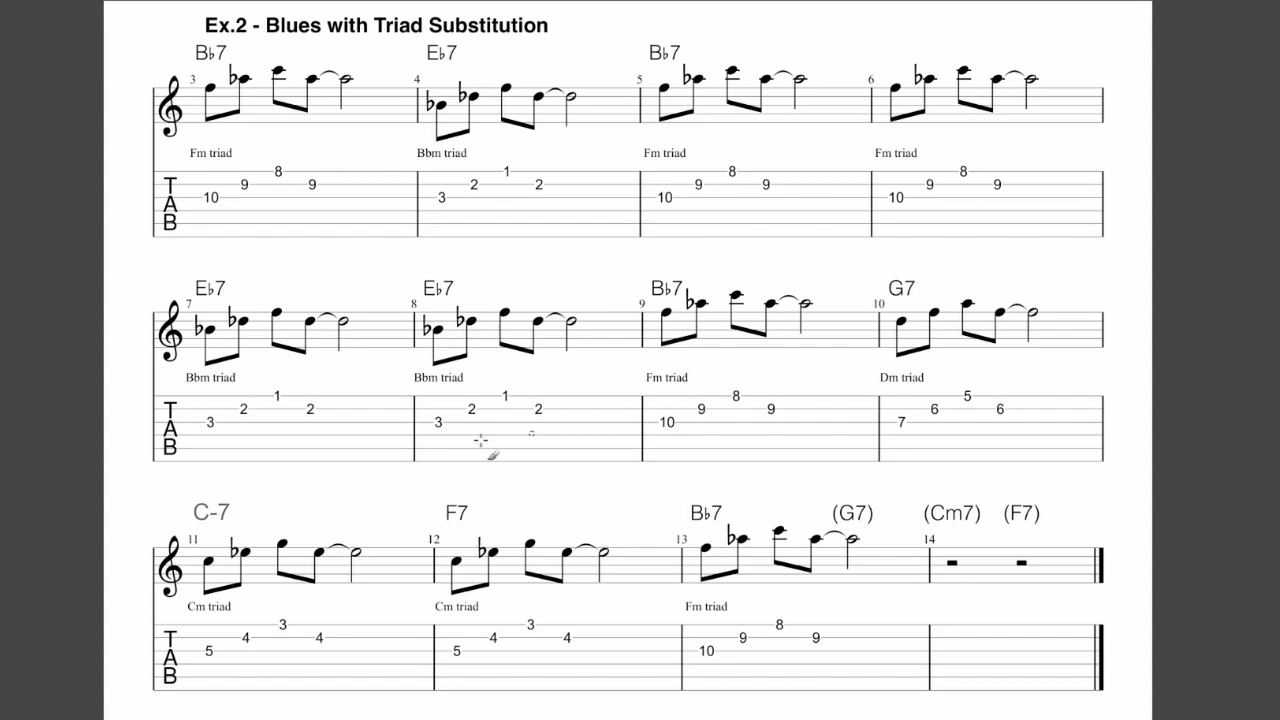 Ex.2 - Blues with Triad Substitution
B♭7 E♭7 B♭7
3 4 5 6
Fm triad Bbm triad Fm triad Fm triad
T
A
B
8 1 8 8
9 9 2 2 9 9 9 9
10 3 10 10
E♭7 E♭7 B♭7 G7
7 8 9 10
Bbm triad Bbm triad Fm triad Dm triad
T
A
B
1 1 8 5
2 2 2 2 9 9 6 6
3 3 10 7
C-7 F7 B♭7 (G7) (Cm7) (F7)
11 12 13 14
Cm triad Cm triad Fm triad
T
A
B
3 3 8
4 4 4 4 9 9
5 5 10